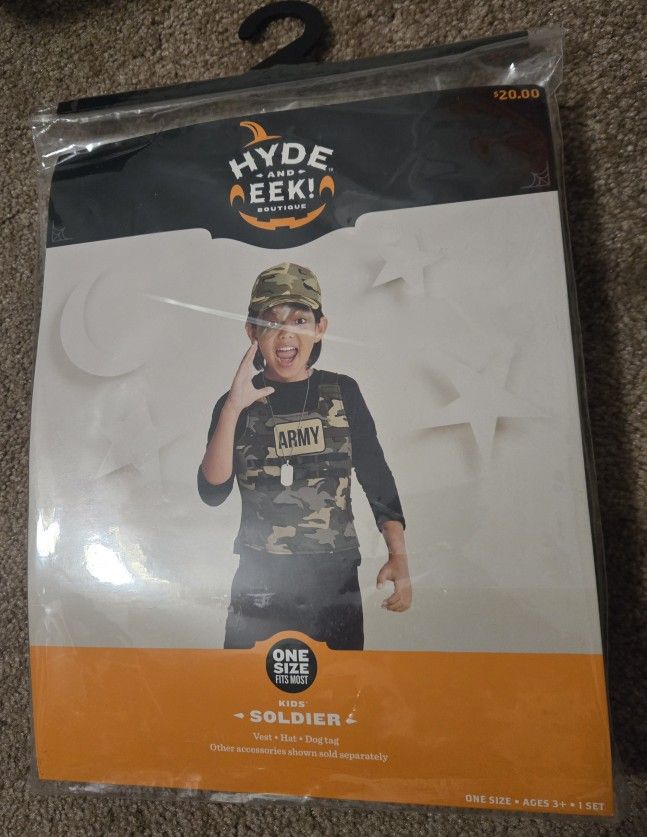 $20.00
HYDE
AND
EEK!
BOUTIQUE
ARMY
ONE
SIZE
FITS MOST
KIDS'
SOLDIER
Vest • Hat • Dog tag
Other accessories shown sold separately
ONE SIZE • AGES 3+ • 1 SET